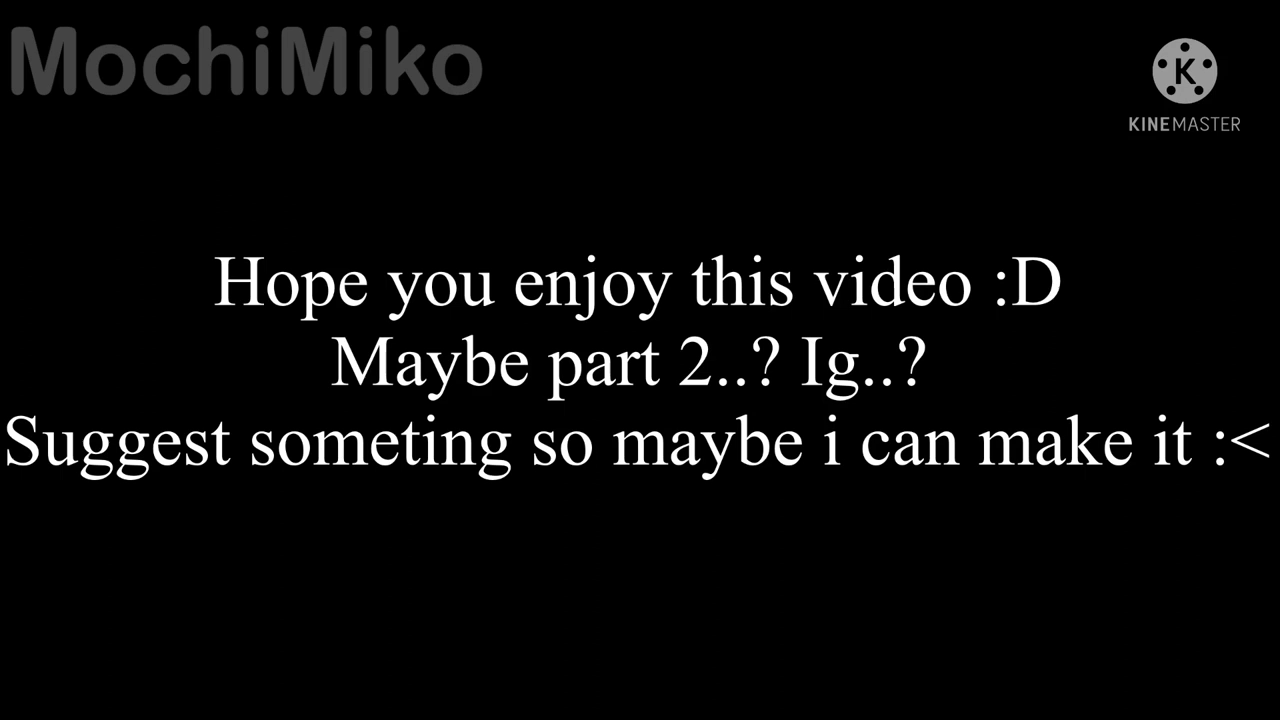 MochiMiko
K
KINEMASTER
Hope you enjoy this video :D
Maybe part 2..? Ig..?
Suggest someting so maybe i can make it :<